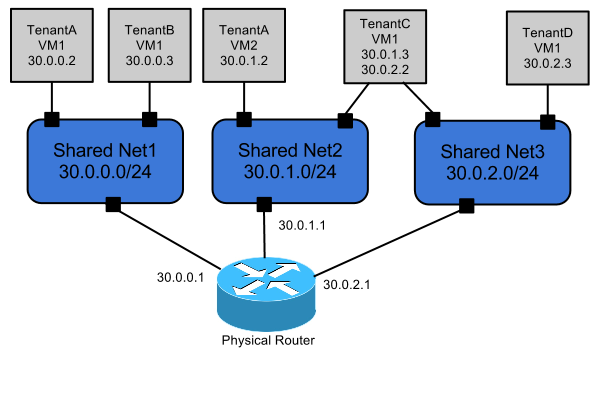 TenantA
VM1
30.0.0.2
TenantB
VM1
30.0.0.3
TenantA
VM2
30.0.1.2
TenantC
VM1
30.0.1.3
30.0.2.2
TenantD
VM1
30.0.2.3
Shared Net1
30.0.0.0/24
Shared Net2
30.0.1.0/24
Shared Net3
30.0.2.0/24
30.0.1.1
30.0.0.1
30.0.2.1
Physical Router